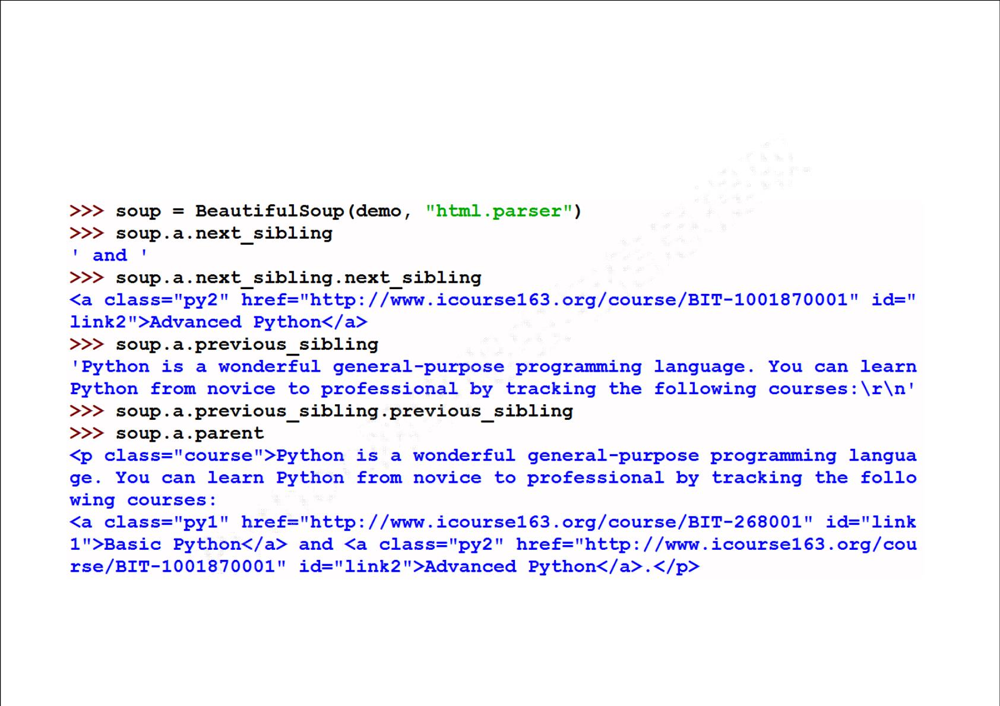 >>> soup = BeautifulSoup(demo, "html.parser")
>>> soup.a.next_sibling
' and '
>>> soup.a.next_sibling.next_sibling
<a class="py2" href="http://www.icourse163.org/course/BIT-1001870001" id="
link2">Advanced Python</a>
>>> soup.a.previous_sibling
'Python is a wonderful general-purpose programming language. You can learn
Python from novice to professional by tracking the following courses:\r\n'
>>> soup.a.previous_sibling.previous_sibling
>>> soup.a.parent
<p class="course">Python is a wonderful general-purpose programming langua
ge. You can learn Python from novice to professional by tracking the follo
wing courses:
<a class="py1" href="http://www.icourse163.org/course/BIT-268001" id="link
1">Basic Python</a> and <a class="py2" href="http://www.icourse163.org/cou
rse/BIT-1001870001" id="link2">Advanced Python</a>.</p>